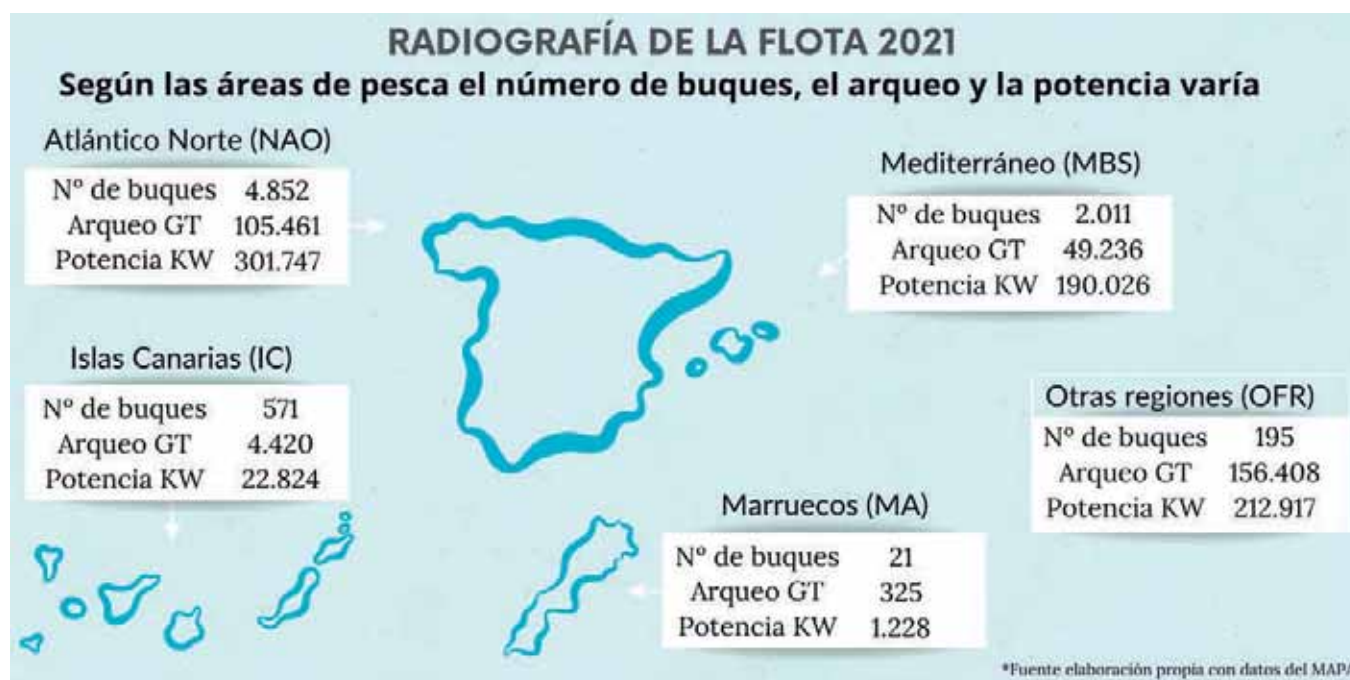 RADIOGRAFÍA DE LA FLOTA 2021
Según las áreas de pesca el número de buques, el arqueo y la potencia varía
Atlántico Norte (NAO)
Nº de buques 4.852
Arqueo GT 105.461
Potencia KW 301.747
Mediterráneo (MBS)
Nº de buques 2.011
Arqueo GT 49.236
Potencia KW 190.026
Islas Canarias (IC)
Nº de buques 571
Arqueo GT 4.420
Potencia KW 22.824
Otras regiones (OFR)
Nº de buques 195
Arqueo GT 156.408
Potencia KW 212.917
Marruecos (MA)
Nº de buques 21
Arqueo GT 325
Potencia KW 1.228
*Fuente elaboración propia con datos del MAPA